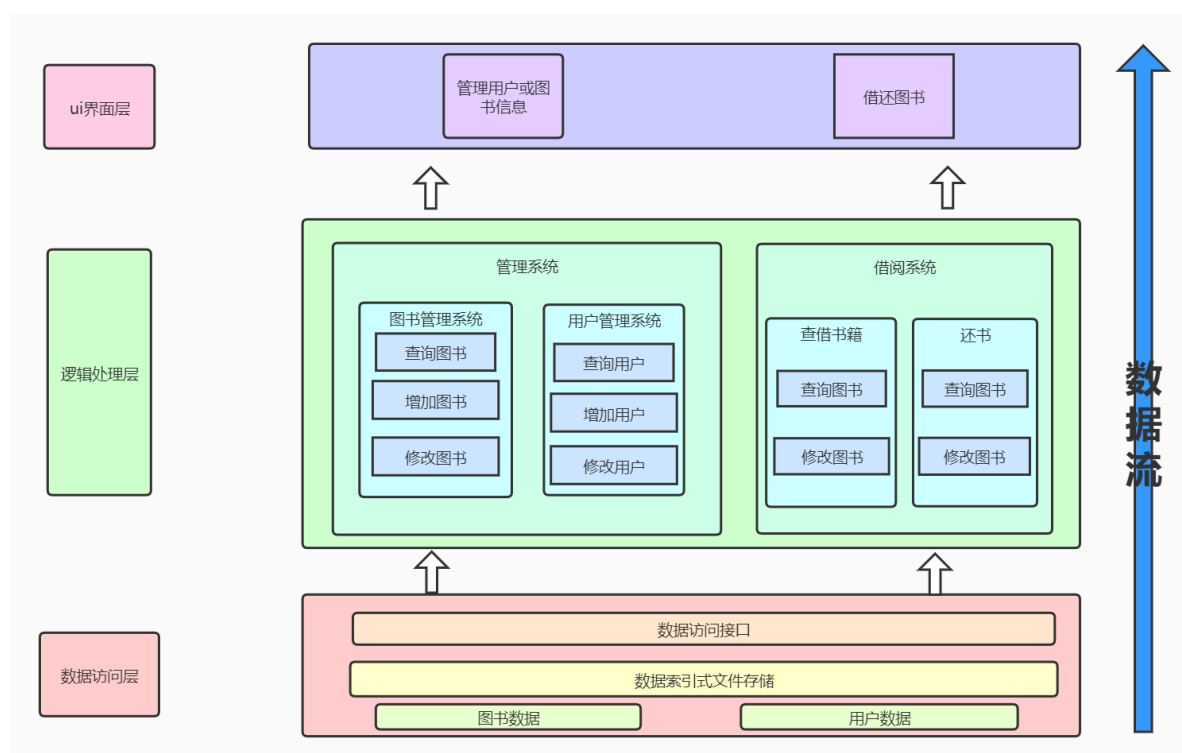 ui界面层
管理用户或图
书信息
借还图书
逻辑处理层
管理系统
图书管理系统
查询图书
增加图书
修改图书
用户管理系统
查询用户
增加用户
修改用户
借阅系统
查借书籍
查询图书
修改图书
还书
查询图书
修改图书
数据访问层
数据访问接口
数据索引式文件存储
图书数据
用户数据
数
据
流